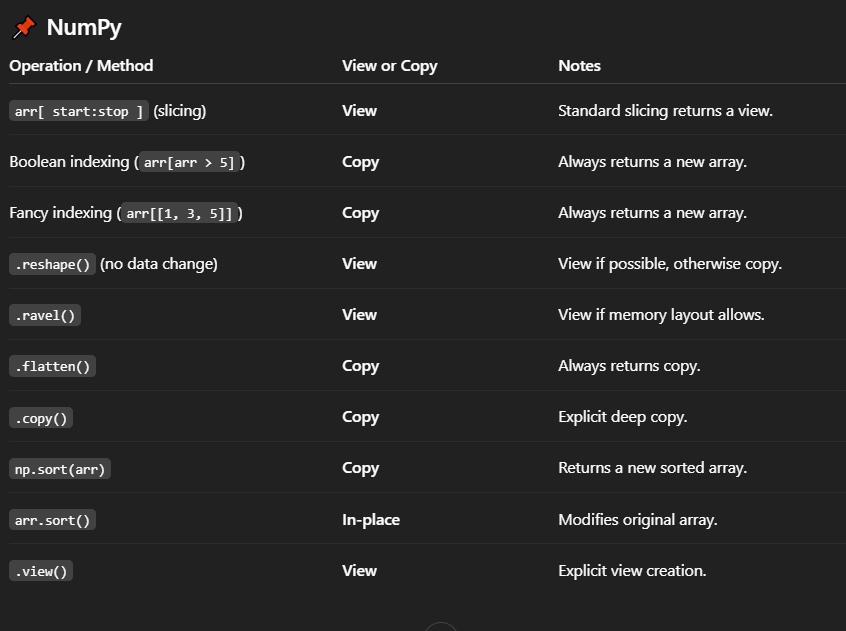 📌 NumPy
Operation / Method View or Copy Notes
arr[ start:stop ] (slicing) View Standard slicing returns a view.
Boolean indexing (arr[arr > 5]) Copy Always returns a new array.
Fancy indexing (arr[[1, 3, 5]]) Copy Always returns a new array.
.reshape() (no data change) View View if possible, otherwise copy.
.ravel() View View if memory layout allows.
.flatten() Copy Always returns copy.
.copy() Copy Explicit deep copy.
np.sort(arr) Copy Returns a new sorted array.
arr.sort() In-place Modifies original array.
.view() View Explicit view creation.